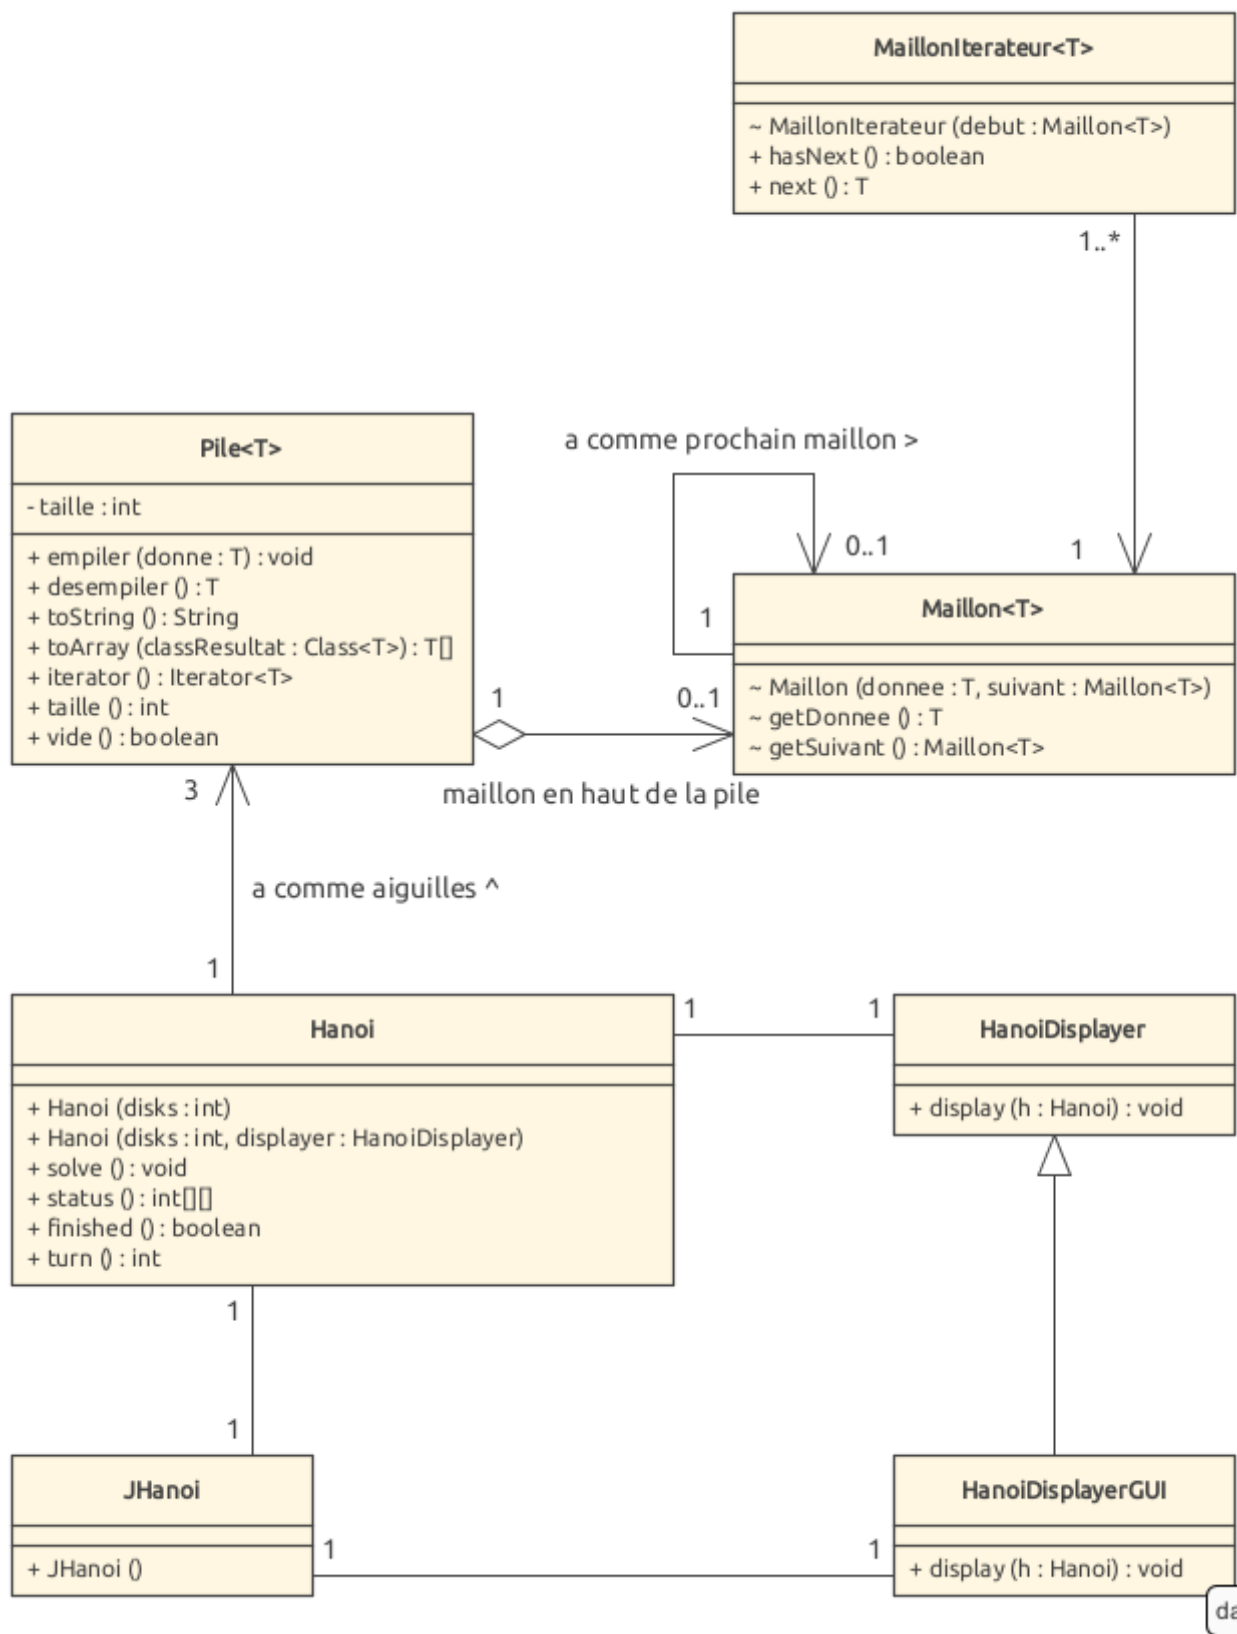 MaillonIterateur<T>
~ MaillonIterateur (debut : Maillon<T>)
+ hasNext () : boolean
+ next () : T
1..*
1
Pile<T>
- taille : int
+ empiler (donne : T) : void
+ desempiler () : T
+ toString () : String
+ toArray (classResultat : Class<T>) : T[]
+ iterator () : Iterator<T>
+ taille () : int
+ vide () : boolean
a comme prochain maillon >
0..1
1
Maillon<T>
~ Maillon (donnee : T, suivant : Maillon<T>)
~ getDonnee () : T
~ getSuivant () : Maillon<T>
1
0..1
maillon en haut de la pile
3
a comme aiguilles ^
1
Hanoi
+ Hanoi (disks : int)
+ Hanoi (disks : int, displayer : HanoiDisplayer)
+ solve () : void
+ status () : int[][]
+ finished () : boolean
+ turn () : int
1
1
HanoiDisplayer
+ display (h : Hanoi) : void
1
1
JHanoi
+ JHanoi ()
1
1
HanoiDisplayerGUI
+ display (h : Hanoi) : void
da